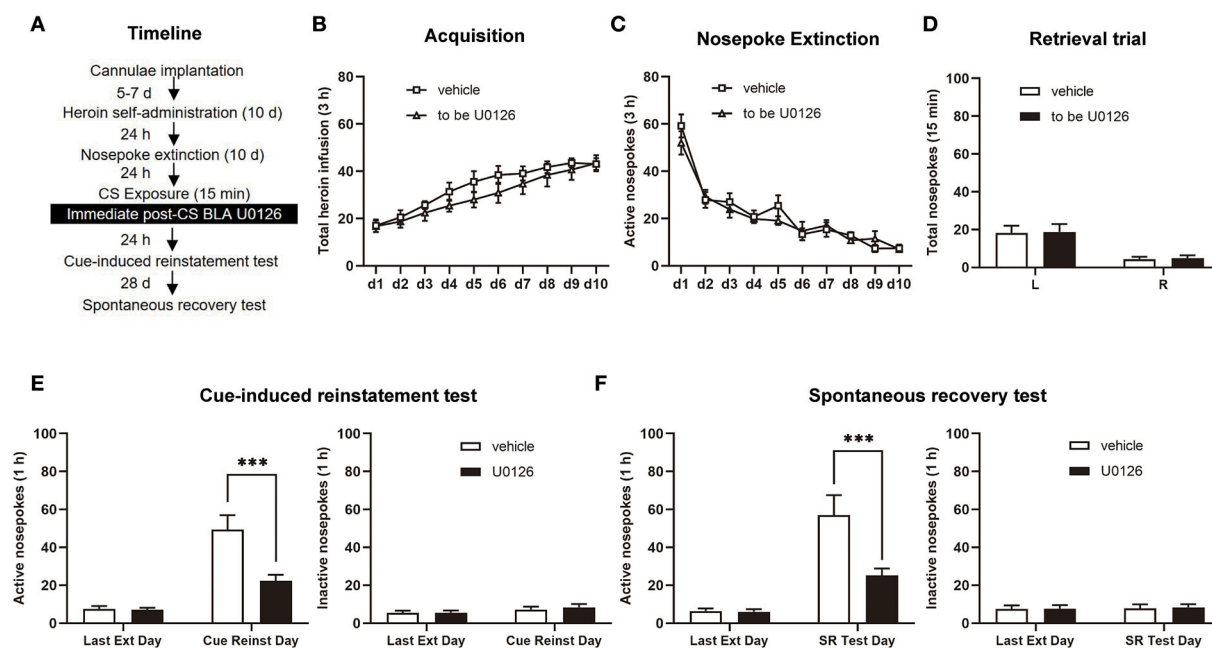 A
Timeline
Cannulae implantation
5-7 d
Heroin self-administration (10 d)
24 h
Nosepoke extinction (10 d)
24 h
CS Exposure (15 min)
Immediate post-CS BLA U0126
24 h
Cue-induced reinstatement test
28 d
Spontaneous recovery test
B
Acquisition
Total heroin infusion (3 h)
80
60
40
20
0
vehicle
to be U0126
d1 d2 d3 d4 d5 d6 d7 d8 d9 d10
C
Nosepoke Extinction
Active nosepokes (3 h)
80
60
40
20
0
vehicle
to be U0126
d1 d2 d3 d4 d5 d6 d7 d8 d9 d10
D
Retrieval trial
Total nosepokes (15 min)
100
80
60
40
20
0
vehicle
to be U0126
L R
E
Cue-induced reinstatement test
Active nosepokes (1 h)
100
80
60
40
20
0
***
Last Ext Day Cue Reinst Day
Inactive nosepokes (1 h)
100
80
60
40
20
0
vehicle
U0126
Last Ext Day Cue Reinst Day
F
Spontaneous recovery test
Active nosepokes (1 h)
100
80
60
40
20
0
***
Last Ext Day SR Test Day
Inactive nosepokes (1 h)
100
80
60
40
20
0
vehicle
U0126
Last Ext Day SR Test Day